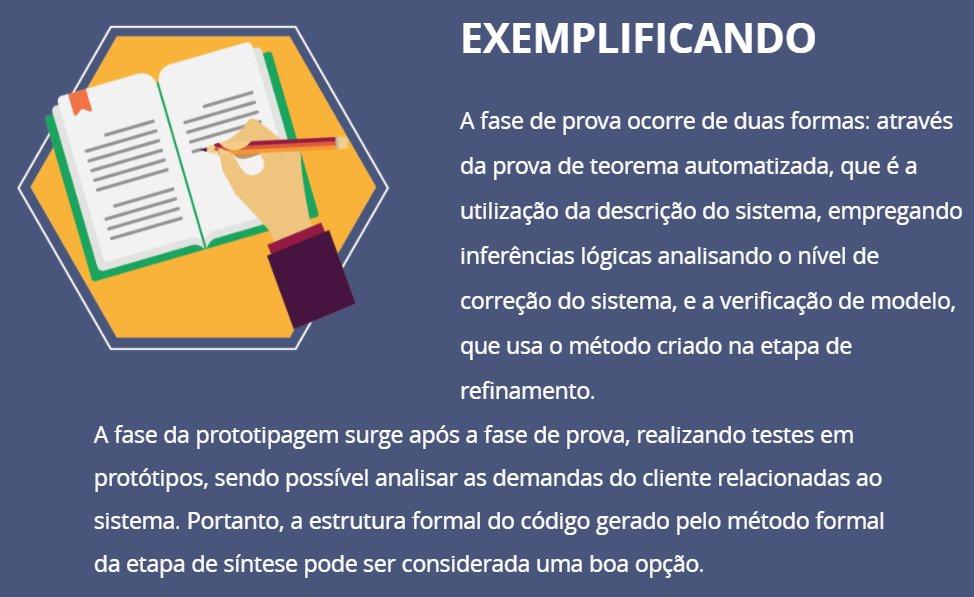 EXEMPLIFICANDO
A fase de prova ocorre de duas formas: através
da prova de teorema automatizada, que é a
utilização da descrição do sistema, empregando
inferências lógicas analisando o nível de
correção do sistema, e a verificação de modelo,
que usa o método criado na etapa de
refinamento.
A fase da prototipagem surge após a fase de prova, realizando testes em
protótipos, sendo possível analisar as demandas do cliente relacionadas ao
sistema. Portanto, a estrutura formal do código gerado pelo método formal
da etapa de síntese pode ser considerada uma boa opção.